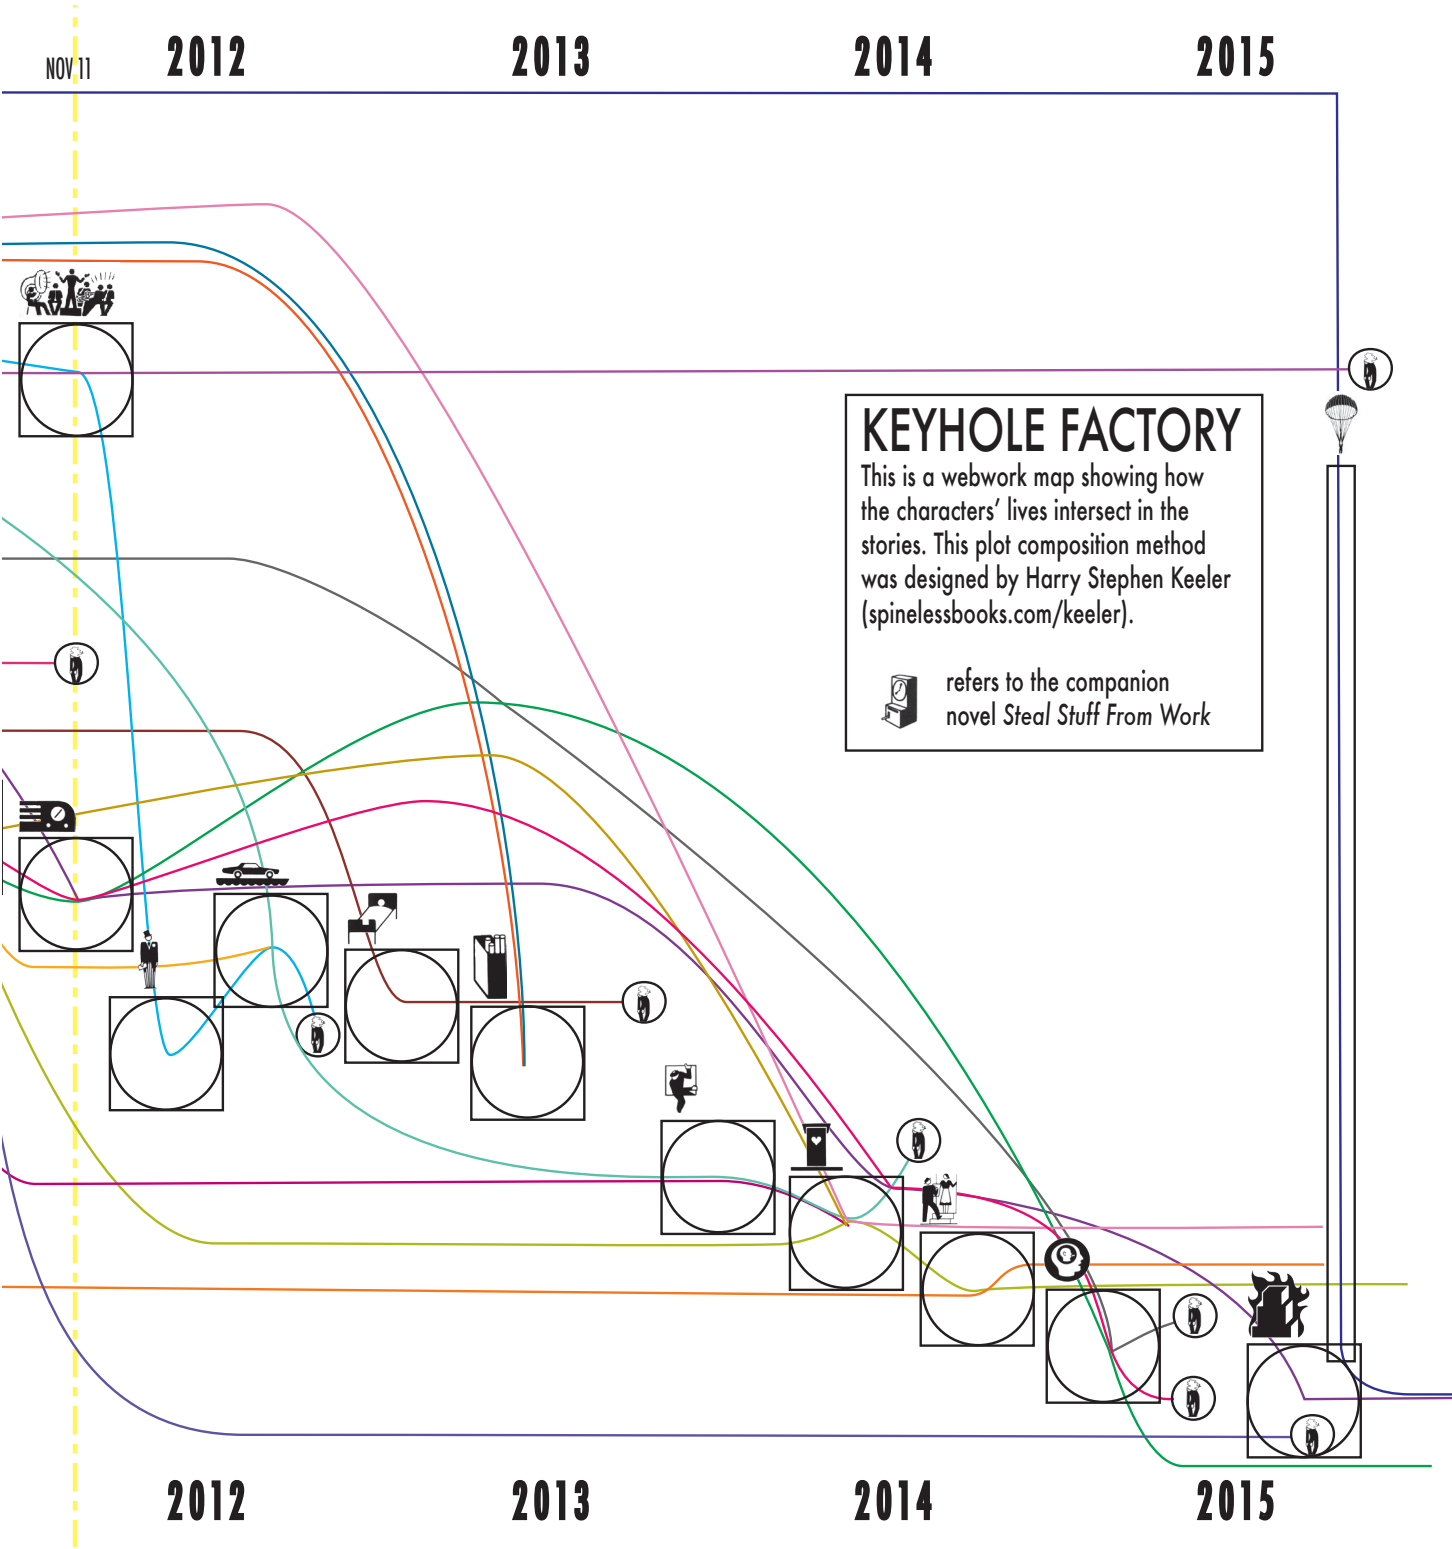 NOV 11
2012
2013
2014
2015
KEYHOLE FACTORY
This is a webwork map showing how
the characters' lives intersect in the
stories. This plot composition method
was designed by Harry Stephen Keeler
(spinelessbooks.com/keeler).
refers to the companion
novel Steal Stuff From Work
2012
2013
2014
2015